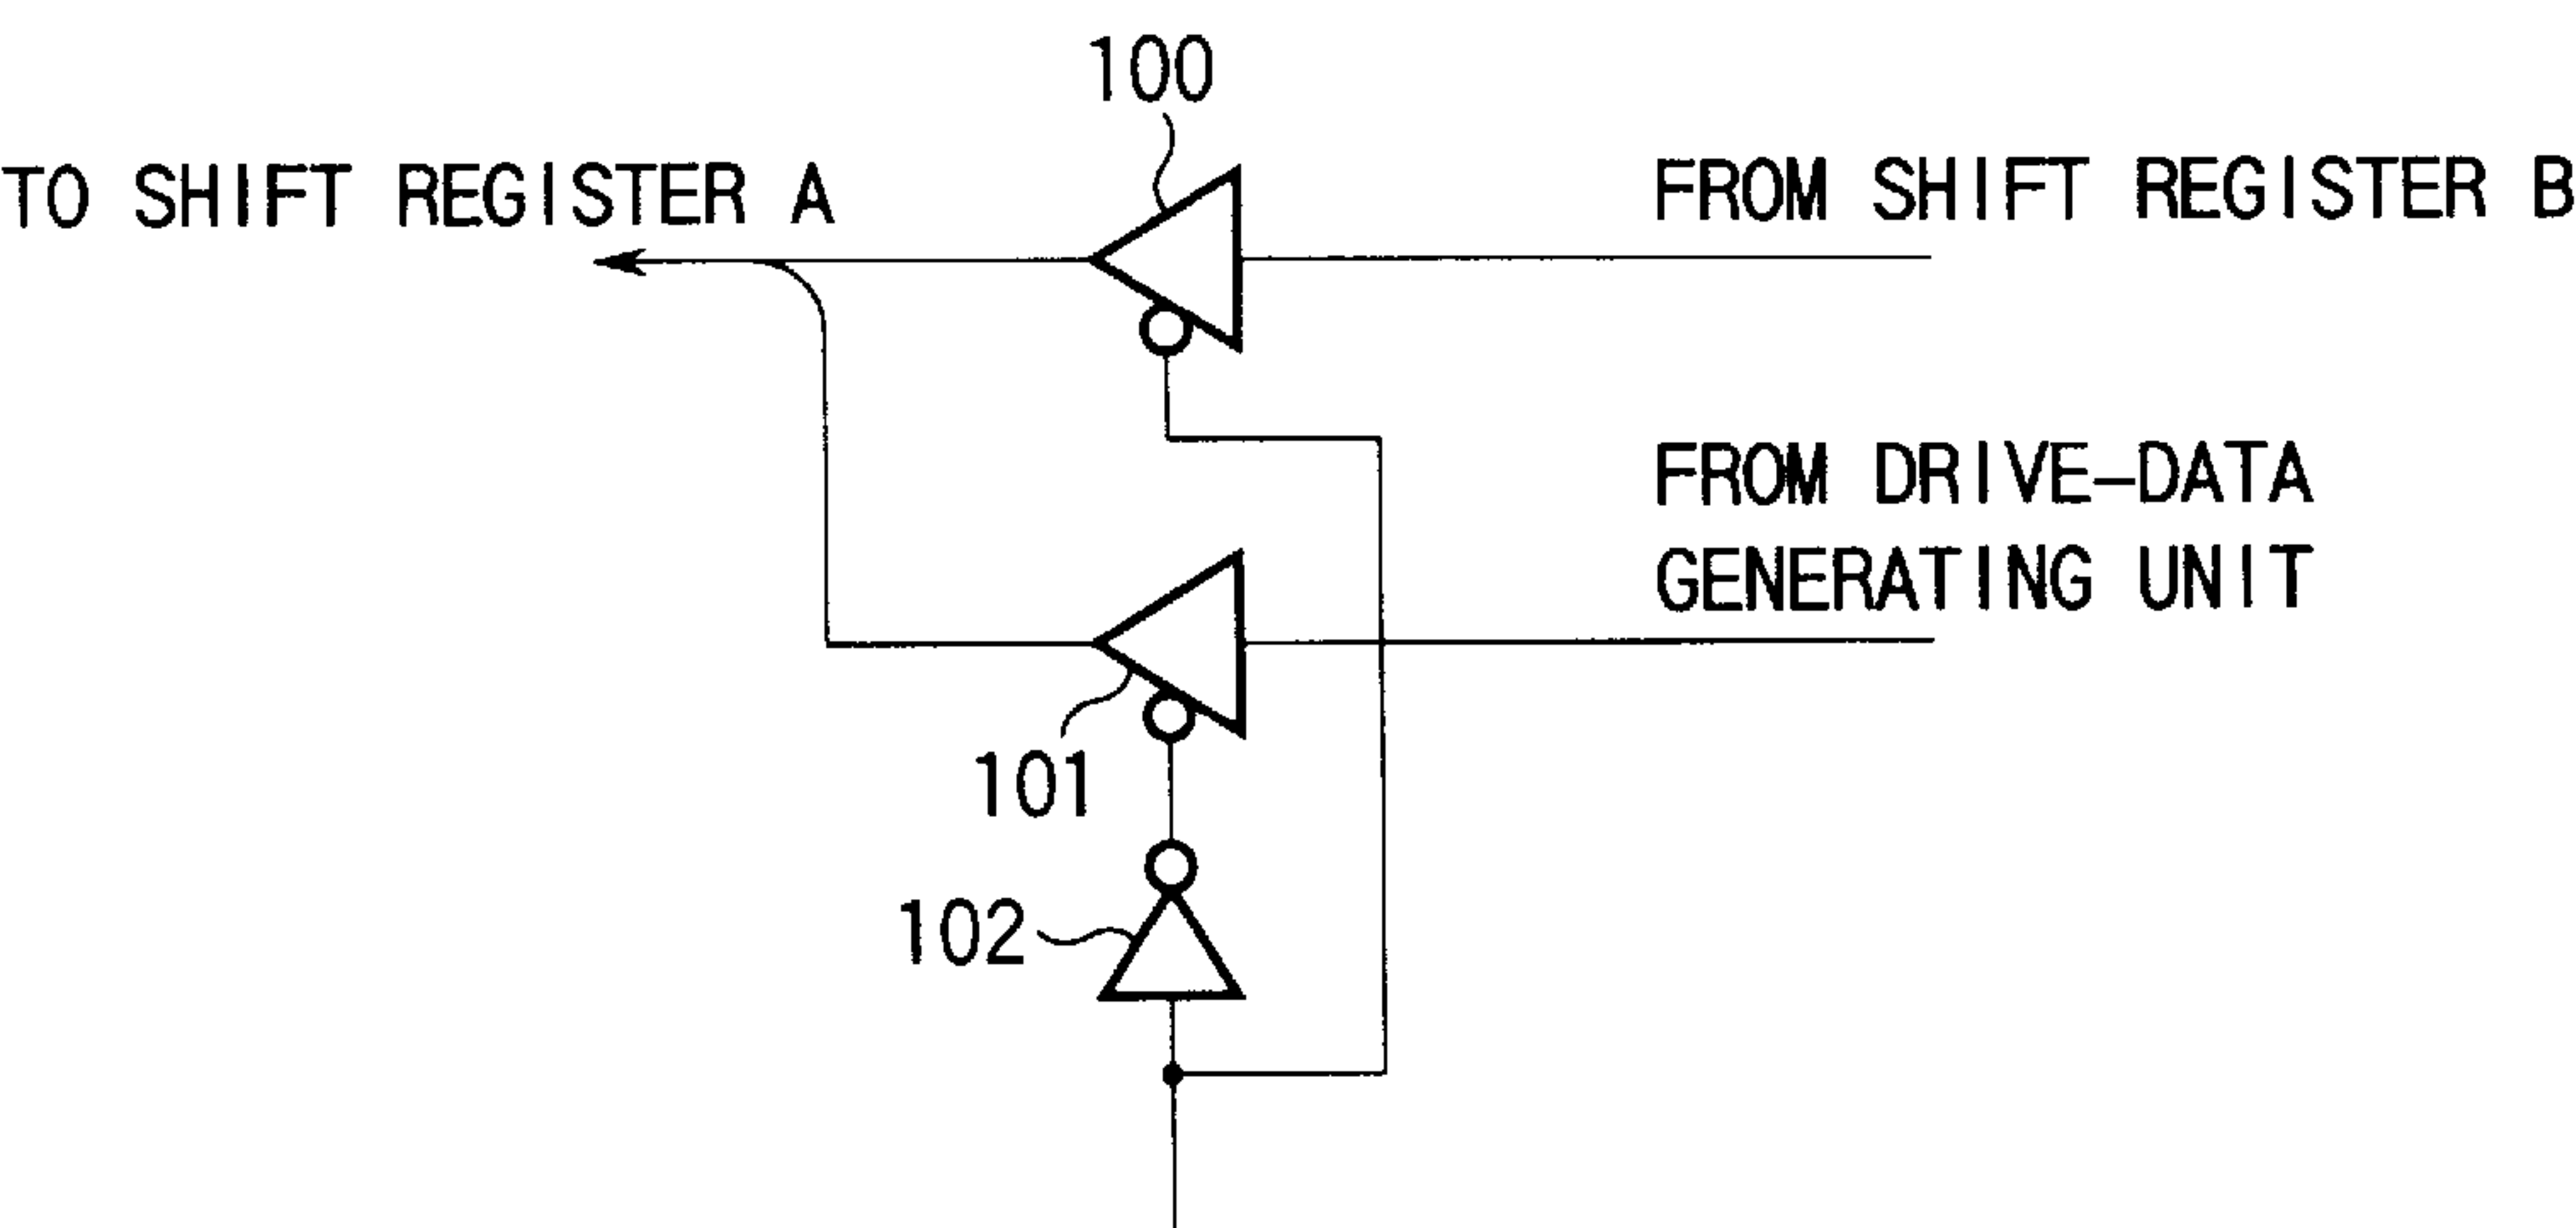 100
TO SHIFT REGISTER A
FROM SHIFT REGISTER B
FROM DRIVE-DATA
GENERATING UNIT
101
102